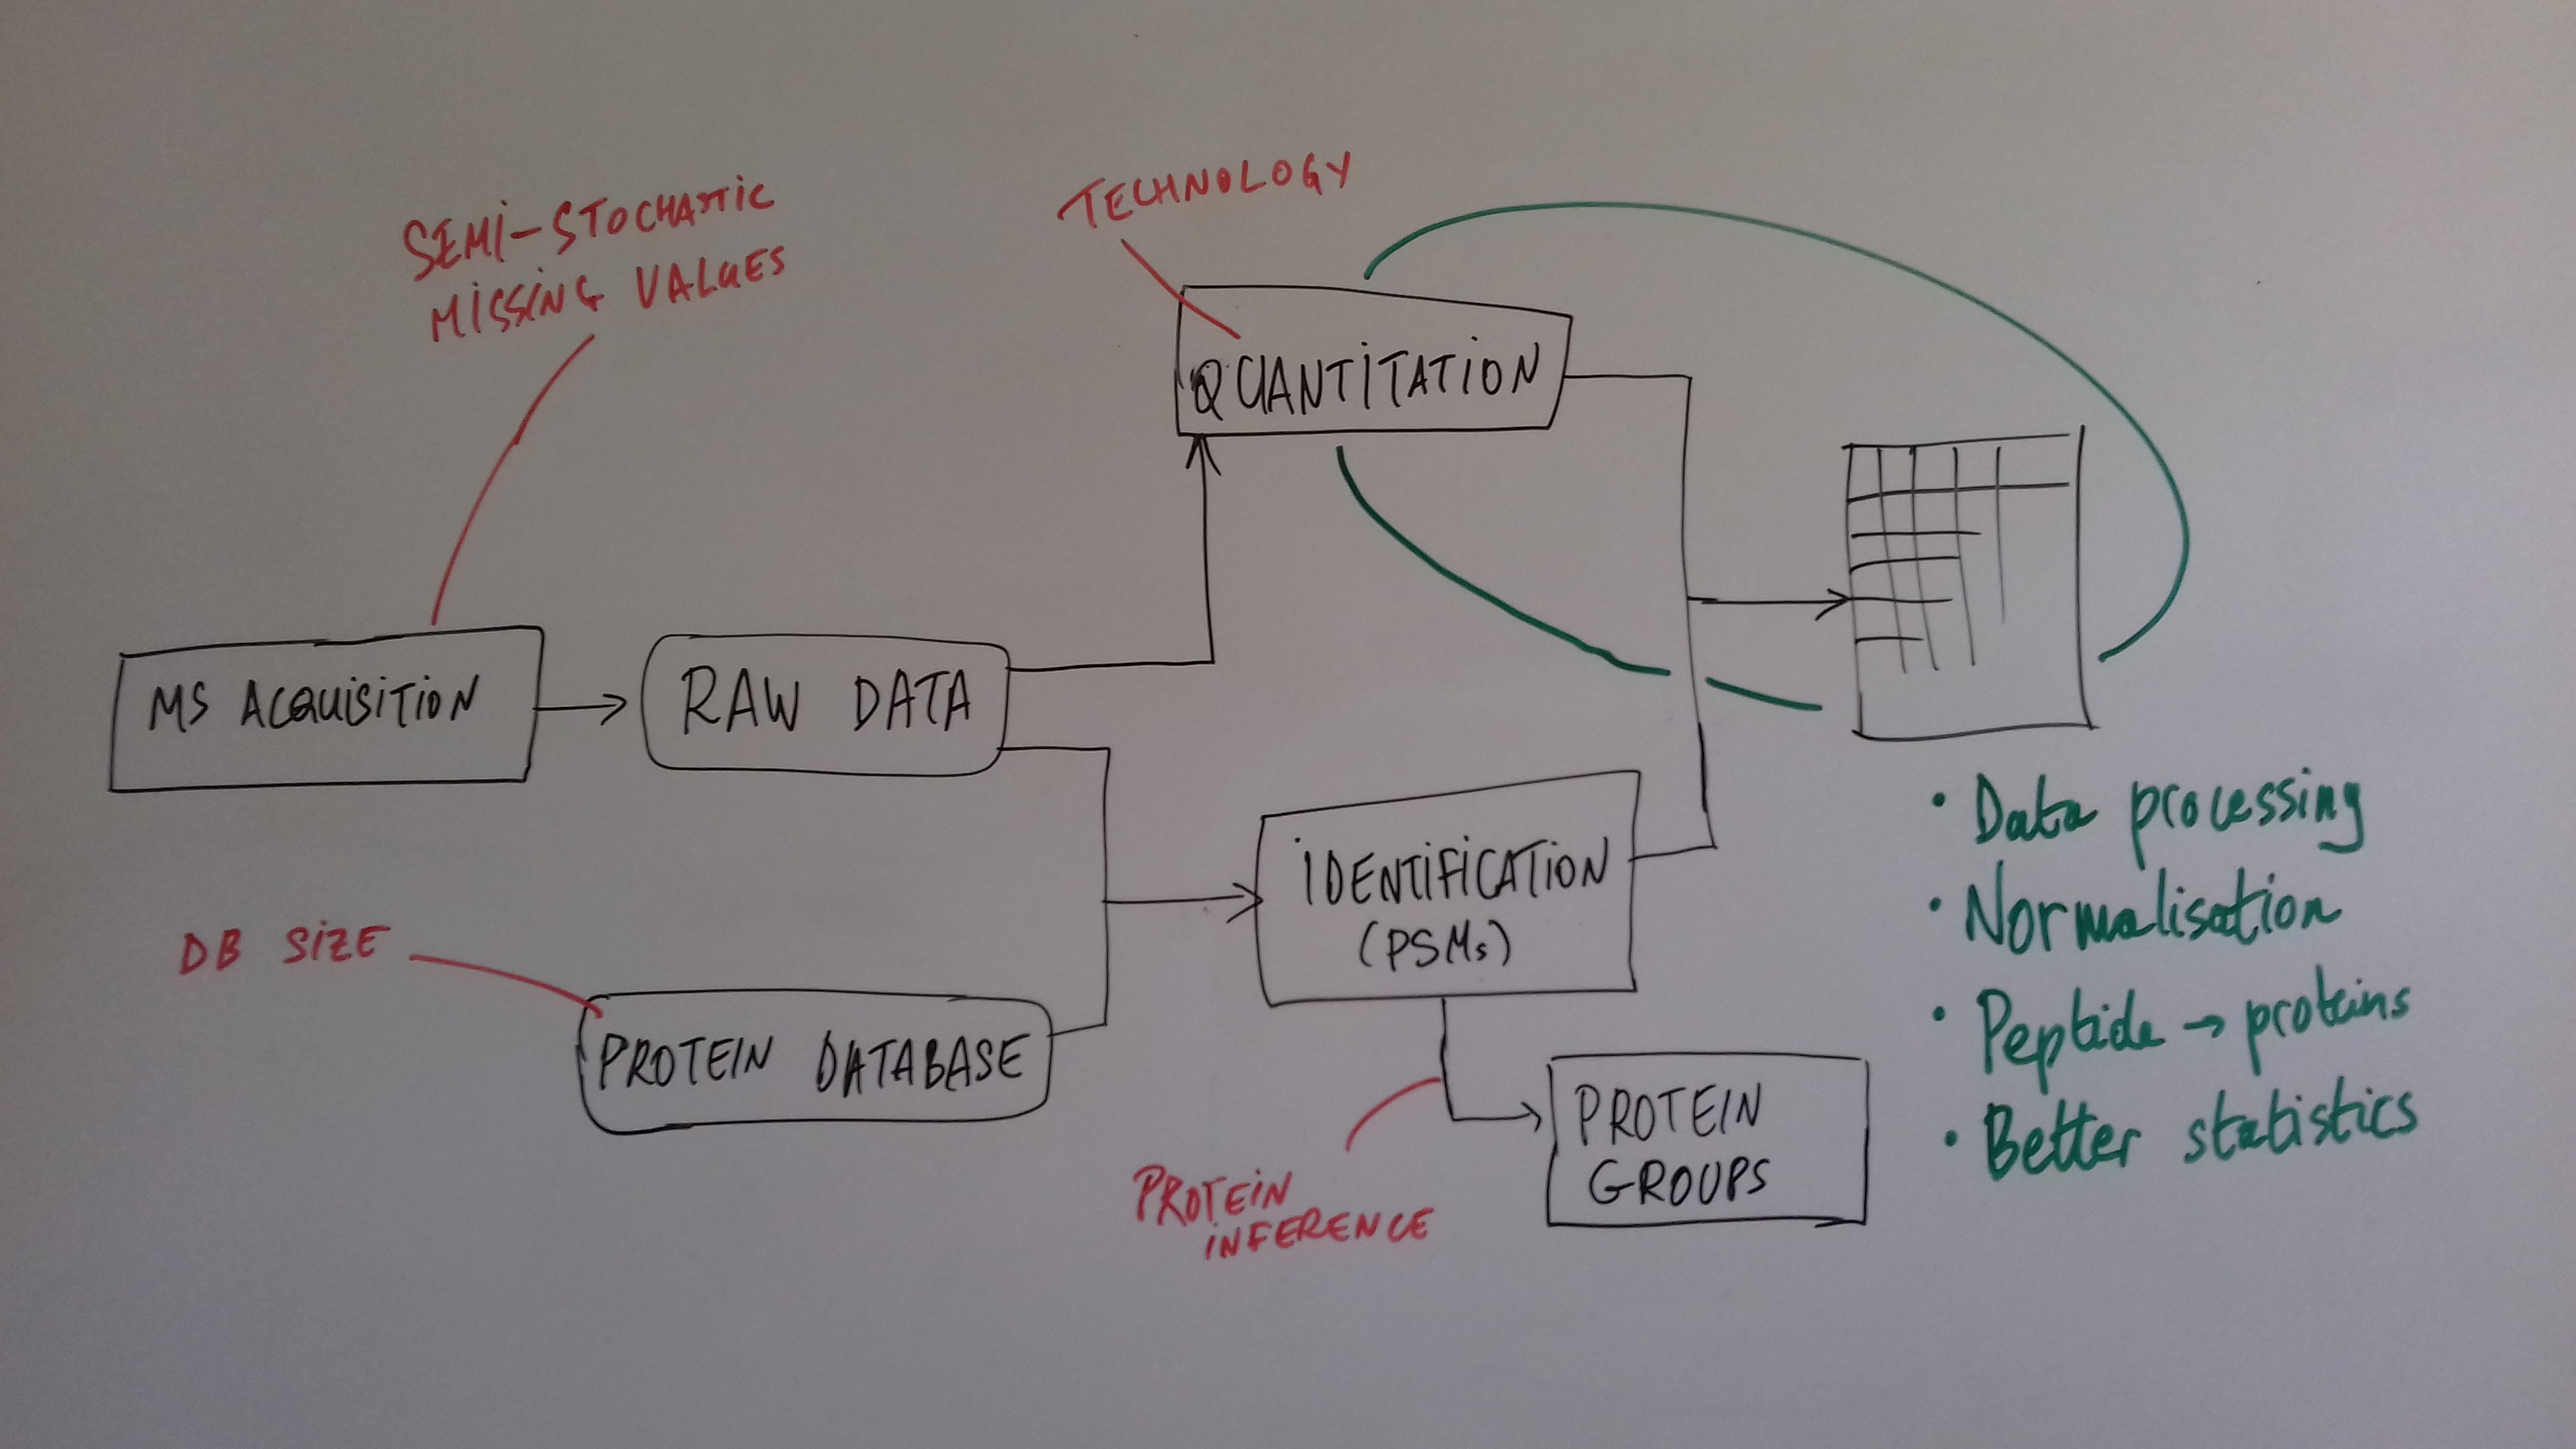 SEMI-STOCHASTIC
MISSING VALUES
TECHNOLOGY
QUANTITATION
MS ACQUISITION
RAW DATA
DB SIZE
PROTEIN DATABASE
IDENTIFICATION
(PSMs)
PROTEIN
INFERENCE
PROTEIN
GROUPS
• Data processing
• Normalisation
• Peptide → proteins
• Better statistics